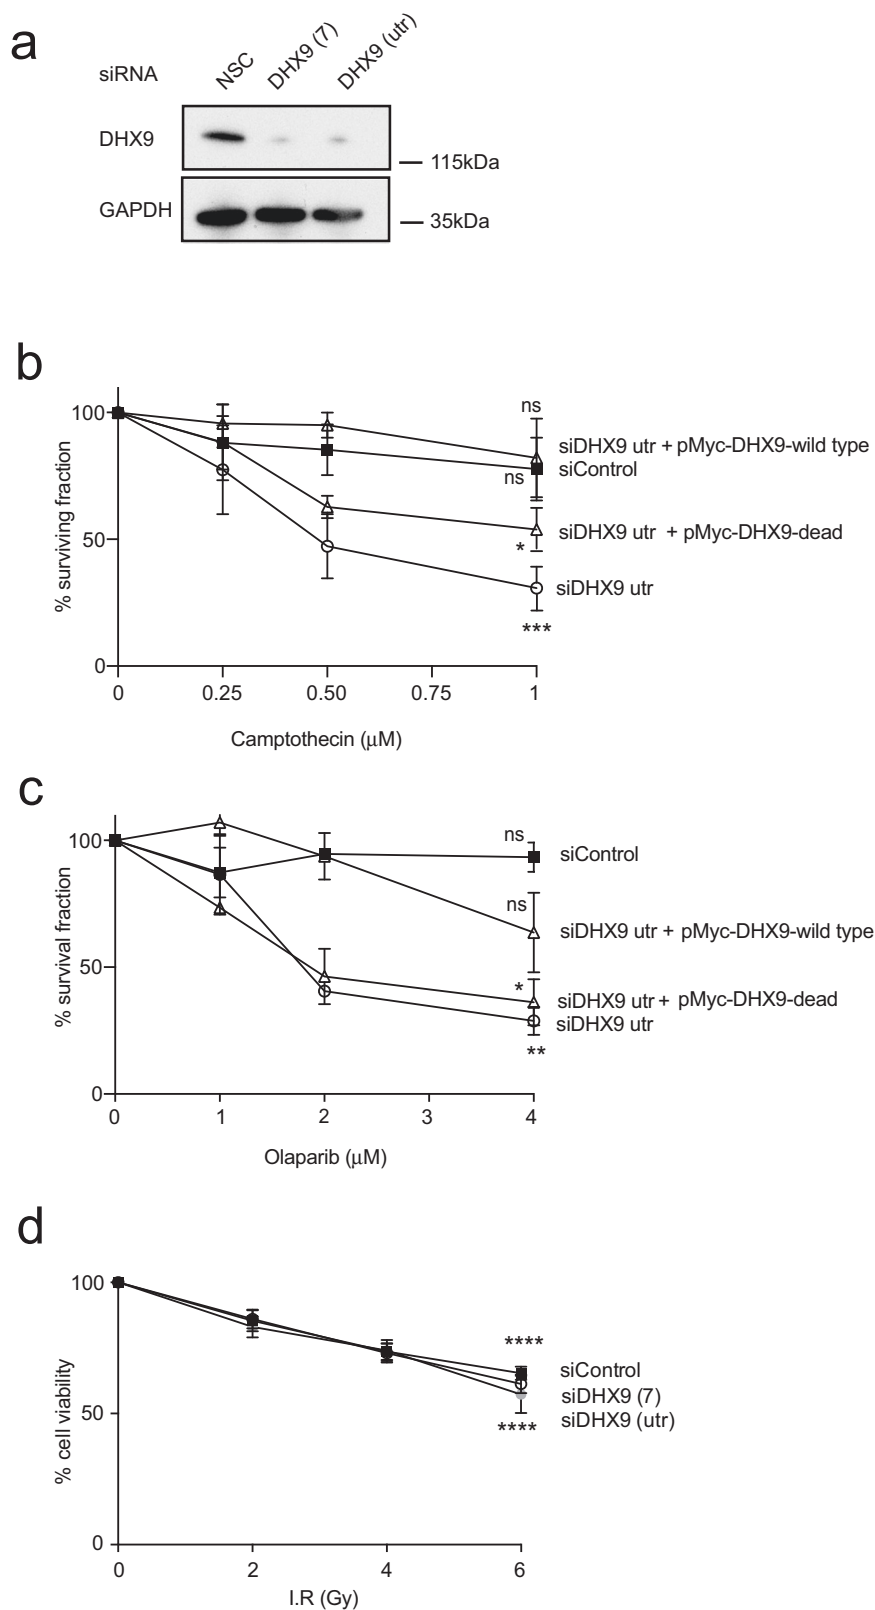 a
siRNA
NSC
DHX9 (7)
DHX9 (utr)
DHX9
115kDa
GAPDH
35kDa
b
% surviving fraction
100
50
0
0 0.25 0.50 0.75 1
Camptothecin (μM)
ns
siDHX9 utr + pMyc-DHX9-wild type
siControl
ns
siDHX9 utr + pMyc-DHX9-dead
*
siDHX9 utr
***
c
% survival fraction
100
50
0
0 1 2 3 4
Olaparib (μM)
ns
siControl
ns
siDHX9 utr + pMyc-DHX9-wild type
*
siDHX9 utr + pMyc-DHX9-dead
siDHX9 utr
**
d
% cell viability
100
50
0
0 2 4 6
I.R (Gy)
****
siControl
siDHX9 (7)
siDHX9 (utr)
****